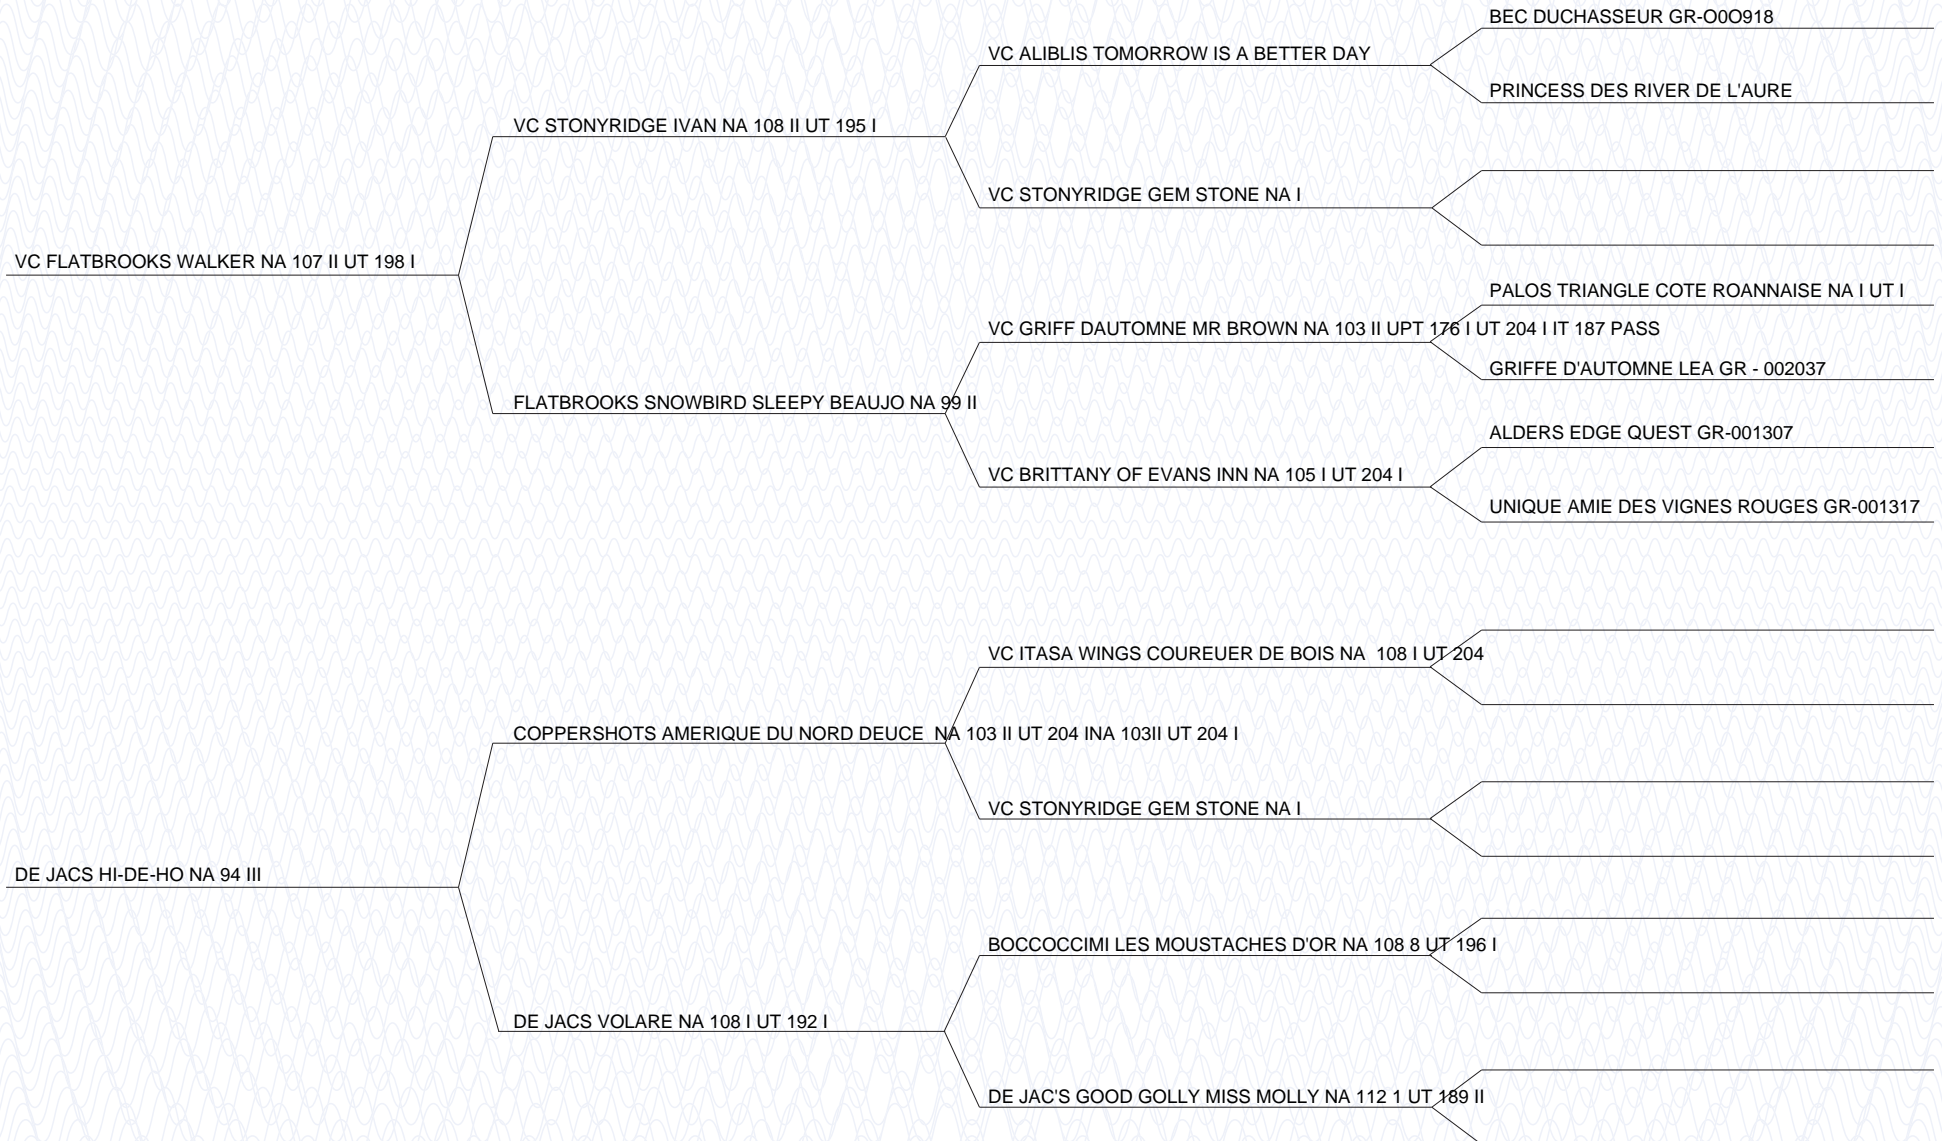 BEC DUCHASSEUR GR-O0O918
VC ALIBLIS TOMORROW IS A BETTER DAY
PRINCESS DES RIVER DE L'AURE
VC STONYRIDGE IVAN NA 108 II UT 195 I
VC STONYRIDGE GEM STONE NA I
VC FLATBROOKS WALKER NA 107 II UT 198 I
PALOS TRIANGLE COTE ROANNAISE NA I UT I
VC GRIFF DAUTOMNE MR BROWN NA 103 II UPT 176 I UT 204 I IT 187 PASS
GRIFFE D'AUTOMNE LEA GR - 002037
FLATBROOKS SNOWBIRD SLEEPY BEAUJO NA 99 II
ALDERS EDGE QUEST GR-001307
VC BRITTANY OF EVANS INN NA 105 I UT 204 I
UNIQUE AMIE DES VIGNES ROUGES GR-001317
VC ITASA WINGS COUREUER DE BOIS NA  108 I UT 204
COPPERSHOTS AMERIQUE DU NORD DEUCE  NA 103 II UT 204 INA 103II UT 204 I
VC STONYRIDGE GEM STONE NA I
DE JACS HI-DE-HO NA 94 III
BOCCOCCIMI LES MOUSTACHES D'OR NA 108 8 UT 196 I
DE JACS VOLARE NA 108 I UT 192 I
DE JAC'S GOOD GOLLY MISS MOLLY NA 112 1 UT 189 II